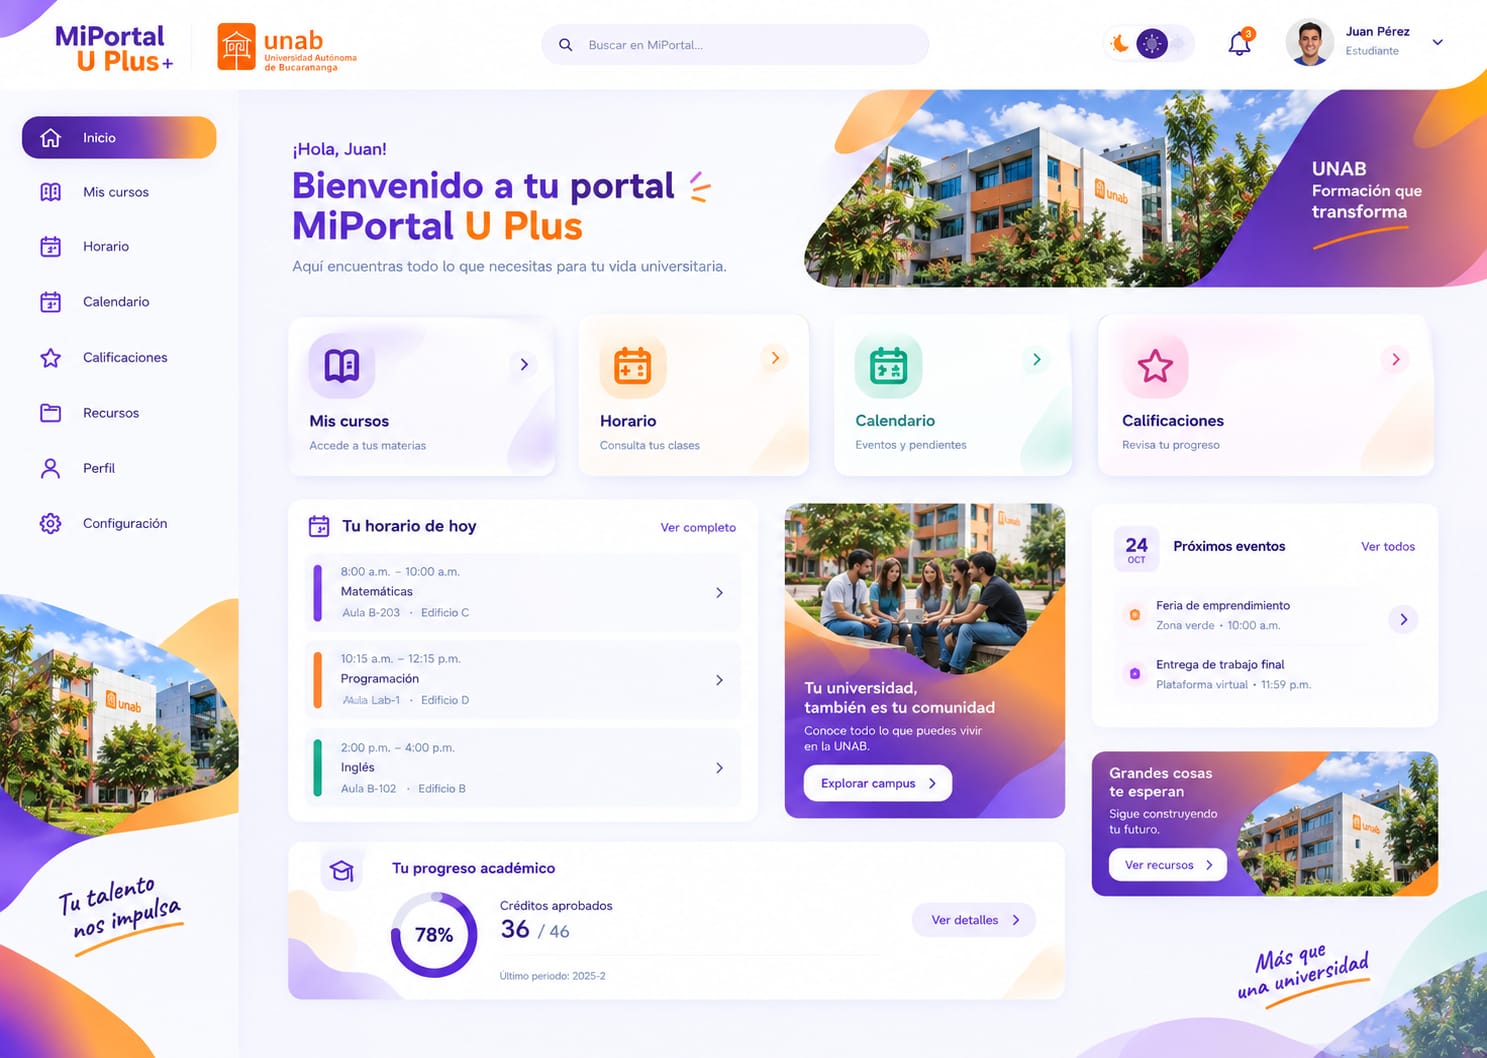 MiPortal
U Plus+
unab
Universidad Autónoma
de Bucaramanga
Buscar en MiPortal...
3
Juan Pérez
Estudiante
Inicio
Mis cursos
Horario
Calendario
Calificaciones
Recursos
Perfil
Configuración
Tu talento
nos impulsa
¡Hola, Juan!
Bienvenido a tu portal
MiPortal U Plus
Aquí encuentras todo lo que necesitas para tu vida universitaria.
unab
UNAB
Formación que
transforma
Mis cursos
Accede a tus materias
Horario
Consulta tus clases
Calendario
Eventos y pendientes
Calificaciones
Revisa tu progreso
Tu horario de hoy
Ver completo
8:00 a.m. – 10:00 a.m.
Matemáticas
Aula B-203 · Edificio C
10:15 a.m. – 12:15 p.m.
Programación
Aula Lab-1 · Edificio D
2:00 p.m. – 4:00 p.m.
Inglés
Aula B-102 · Edificio B
unab
Tu universidad,
también es tu comunidad
Conoce todo lo que puedes vivir
en la UNAB.
Explorar campus
24
OCT
Próximos eventos
Ver todos
Feria de emprendimiento
Zona verde • 10:00 a.m.
Entrega de trabajo final
Plataforma virtual • 11:59 p.m.
Grandes cosas
te esperan
Sigue construyendo
tu futuro.
Ver recursos
unab
unab
Tu progreso académico
78%
Créditos aprobados
36 / 46
Último periodo: 2025-2
Ver detalles
Más que
una universidad